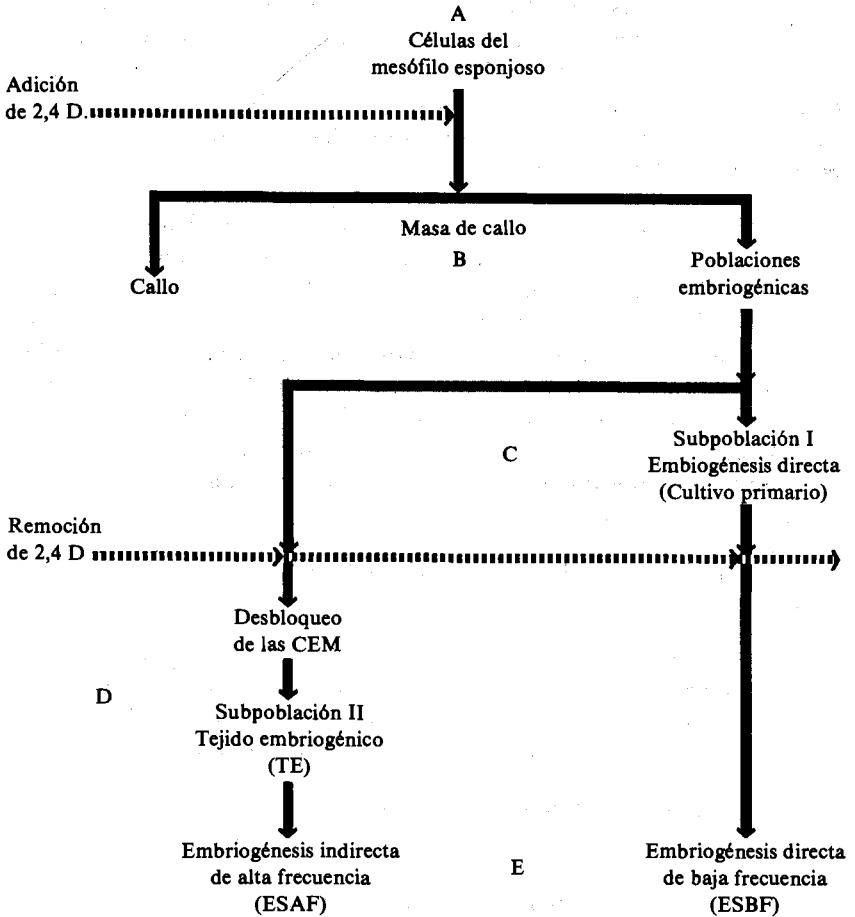 A
Células del
mesófilo esponjoso
Adición
de 2,4 D.
Masa de callo
B
Callo
Poblaciones
embriogénicas
C
Subpoblación I
Embiogénesis directa
(Cultivo primario)
Remoción
de 2,4 D
Desbloqueo
de las CEM
D
Subpoblación II
Tejido embriogénico
(TE)
Embriogénesis indirecta
de alta frecuencia
(ESAF)
E
Embriogénesis directa
de baja frecuencia
(ESBF)